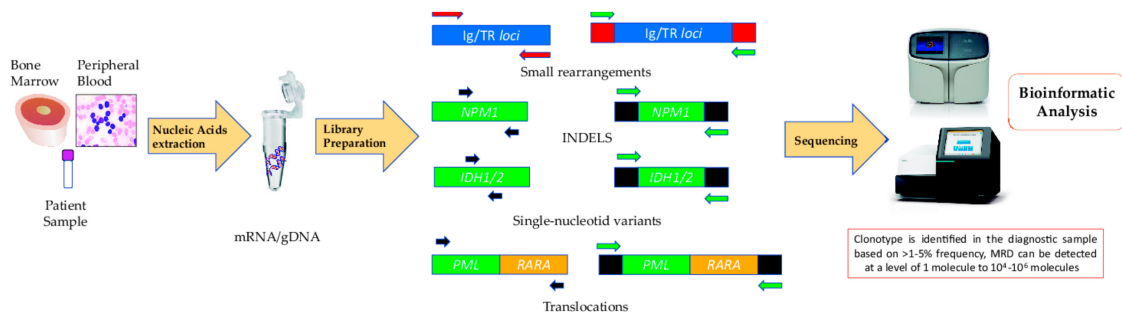 Bone
Marrow
Peripheral
Blood
Patient
Sample
Nucleic Acids
extraction
mRNA/gDNA
Library
Preparation
Ig/TR loci
Ig/TR loci
Small rearrangements
NPM1
NPM1
INDELS
IDH1/2
IDH1/2
Single-nucleotid variants
PML
RARA
PML
RARA
Translocations
Sequencing
Bioinformatic
Analysis
Clonotype is identified in the diagnostic sample
based on >1-5% frequency, MRD can be detected
at a level of 1 molecule to 10⁴-10⁶ molecules